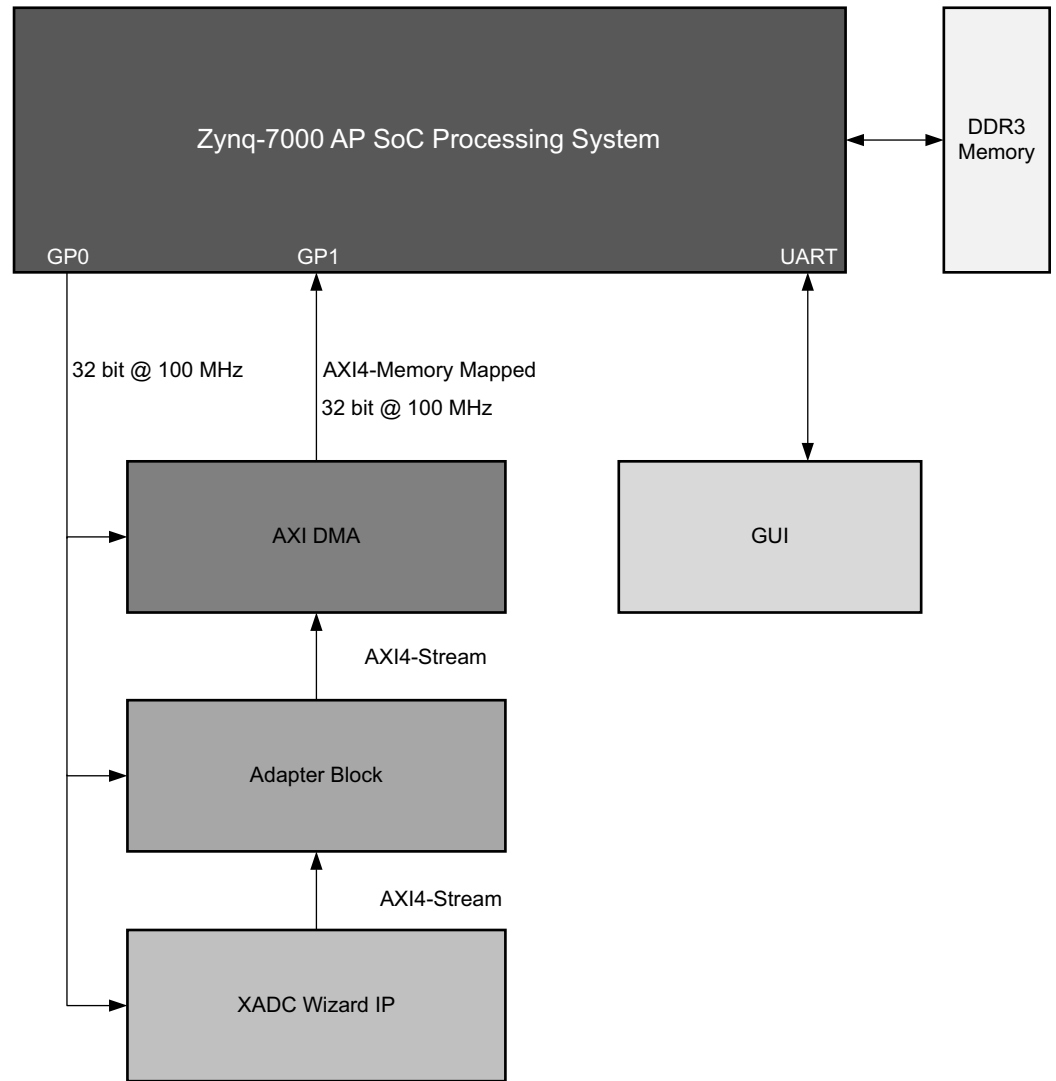 Zynq-7000 AP SoC Processing System
DDR3
Memory
GP0
GP1
UART
32 bit @ 100 MHz
AXI4-Memory Mapped
32 bit @ 100 MHz
AXI DMA
GUI
AXI4-Stream
Adapter Block
AXI4-Stream
XADC Wizard IP